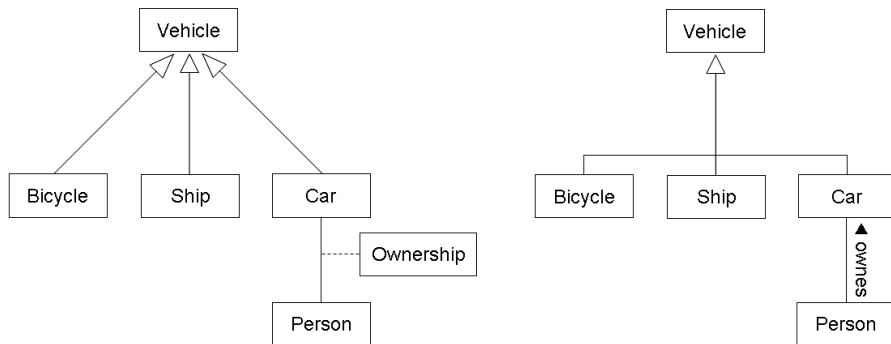 Vehicle
Bicycle
Ship
Car
Ownership
Person
Vehicle
Bicycle
Ship
Car
ownes
Person